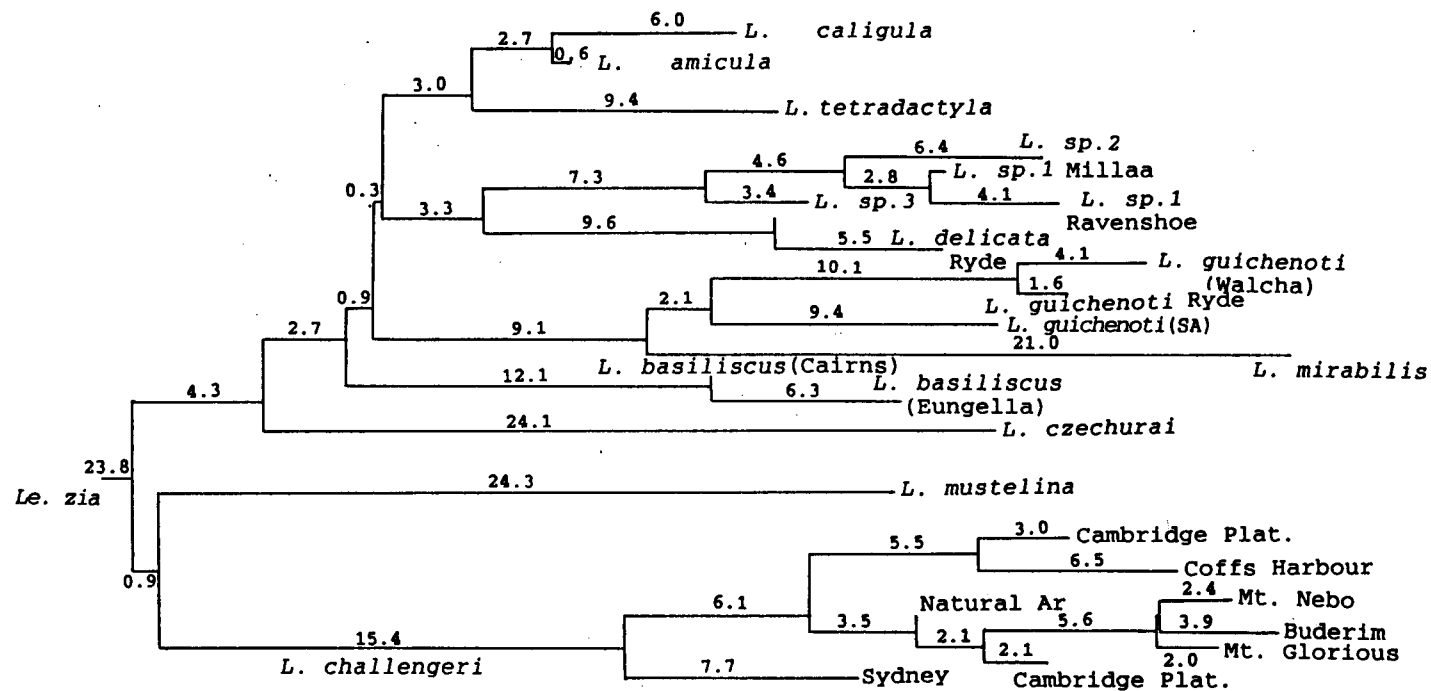 6.0
L. caligula
2.7
0,6 L. amicula
3.0
9.4
L. tetradactyla
6.4
L. sp.2
4.6
L. sp.1 Millaa
7.3
2.8
0.3
3.4
L. sp.3
4.1
L. sp.1
Ravenshoe
3.3
9.6
5.5 L. delicata
Ryde
4.1
L. guichenoti
(Walcha)
10.1
1.6
L. guichenoti Ryde
0.9
2.1
9.4
L. guichenoti(SA)
2.7
9.1
21.0
L. mirabilis
L. basiliscus(Cairns)
12.1
L. basiliscus
(Eungella)
6.3
4.3
24.1
L. czechurai
23.8
Le. zia
24.3
L. mustelina
3.0
Cambridge Plat.
5.5
6.5
Coffs Harbour
0.9
6.1
Natural Ar
2.4
Mt. Nebo
3.5
5.6
3.9
Buderim
2.1
Mt. Glorious
2.0
2.1
Cambridge Plat.
15.4
L. challengeri
7.7
Sydney